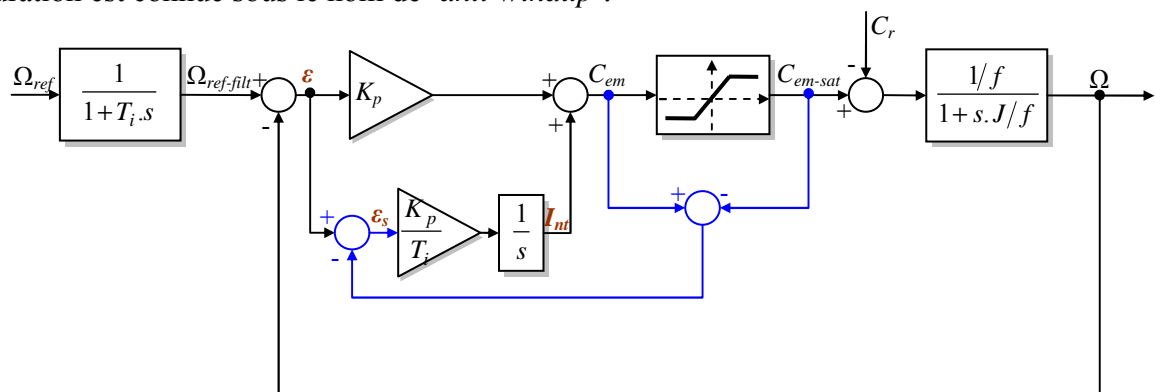 uration est connue sous le nom de "anti-windup".
C_r
Ω_ref
1
1+T_i.s
Ω_ref-filt
+
ε
-
K_p
+
+
C_em
C_em-sat
-
+
1/f
1+s.J/f
Ω
+
-
+
-
ε_s
K_p
T_i
1
s
I_nt